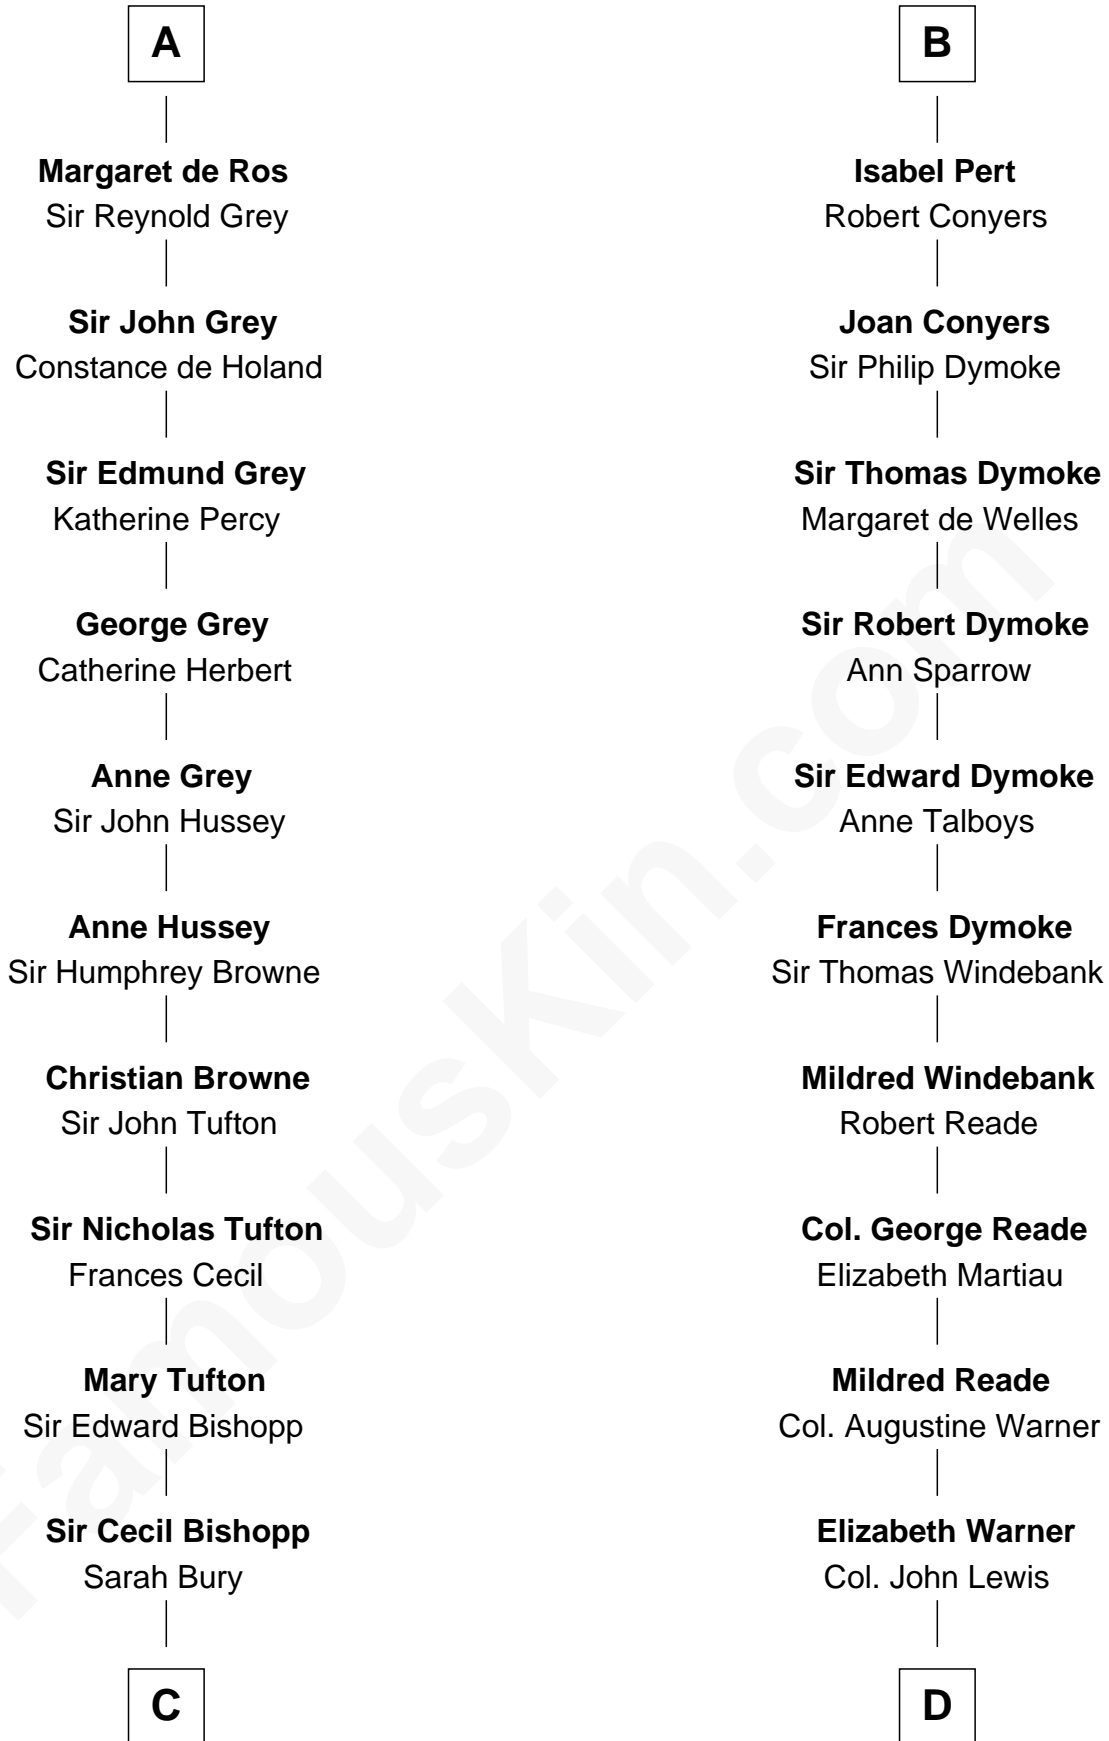 A
Margaret de Ros
Sir Reynold Grey
Sir John Grey
Constance de Holand
Sir Edmund Grey
Katherine Percy
George Grey
Catherine Herbert
Anne Grey
Sir John Hussey
Anne Hussey
Sir Humphrey Browne
Christian Browne
Sir John Tufton
Sir Nicholas Tufton
Frances Cecil
Mary Tufton
Sir Edward Bishopp
Sir Cecil Bishopp
Sarah Bury
C
B
Isabel Pert
Robert Conyers
Joan Conyers
Sir Philip Dymoke
Sir Thomas Dymoke
Margaret de Welles
Sir Robert Dymoke
Ann Sparrow
Sir Edward Dymoke
Anne Talboys
Frances Dymoke
Sir Thomas Windebank
Mildred Windebank
Robert Reade
Col. George Reade
Elizabeth Martiau
Mildred Reade
Col. Augustine Warner
Elizabeth Warner
Col. John Lewis
D
FamousKin.com